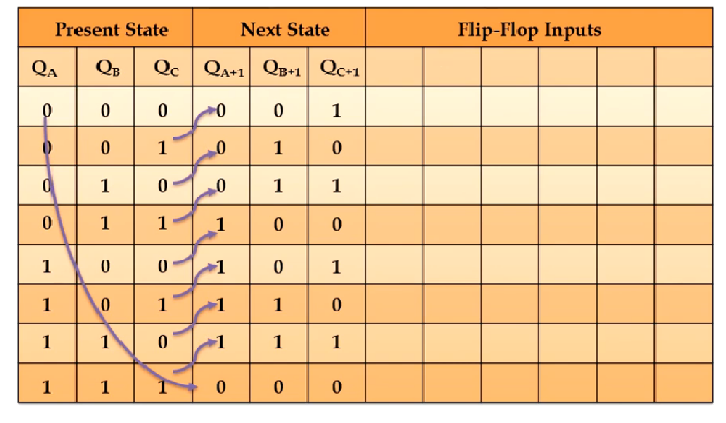 Present State Next State Flip-Flop Inputs
Q_A Q_B Q_C Q_A+1 Q_B+1 Q_C+1
0 0 0 0 0 1
0 0 1 0 1 0
0 1 0 0 1 1
0 1 1 1 0 0
1 0 0 1 0 1
1 0 1 1 1 0
1 1 0 1 1 1
1 1 1 0 0 0